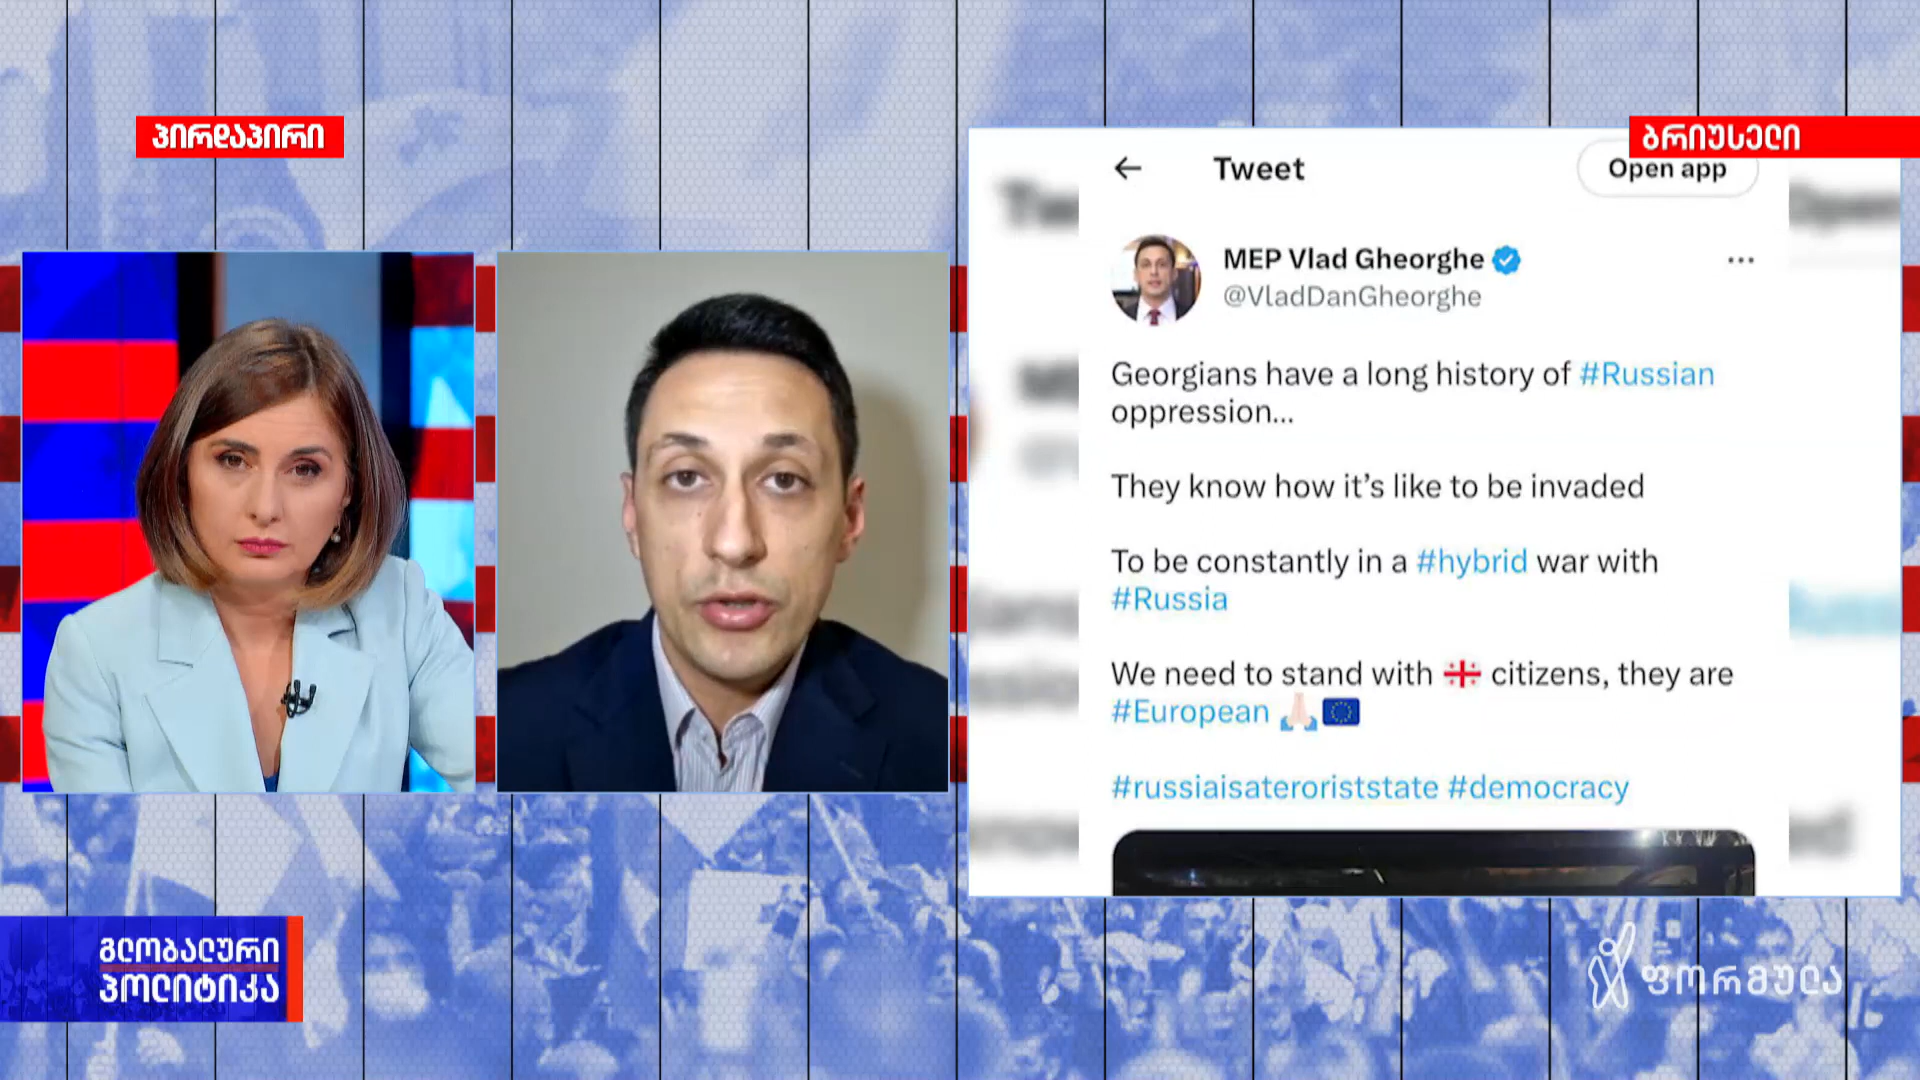 პირდაპირი
ბრიუსელი
Tweet
Open app
MEP Vlad Gheorghe
@VladDanGheorghe
Georgians have a long history of #Russian
oppression...
They know how it’s like to be invaded
To be constantly in a #hybrid war with
#Russia
We need to stand with 🇬🇪 citizens, they are
#European 🙏🏻🇪🇺
#russiaisateroriststate #democracy
გლობალური
პოლიტიკა
ფორმულა